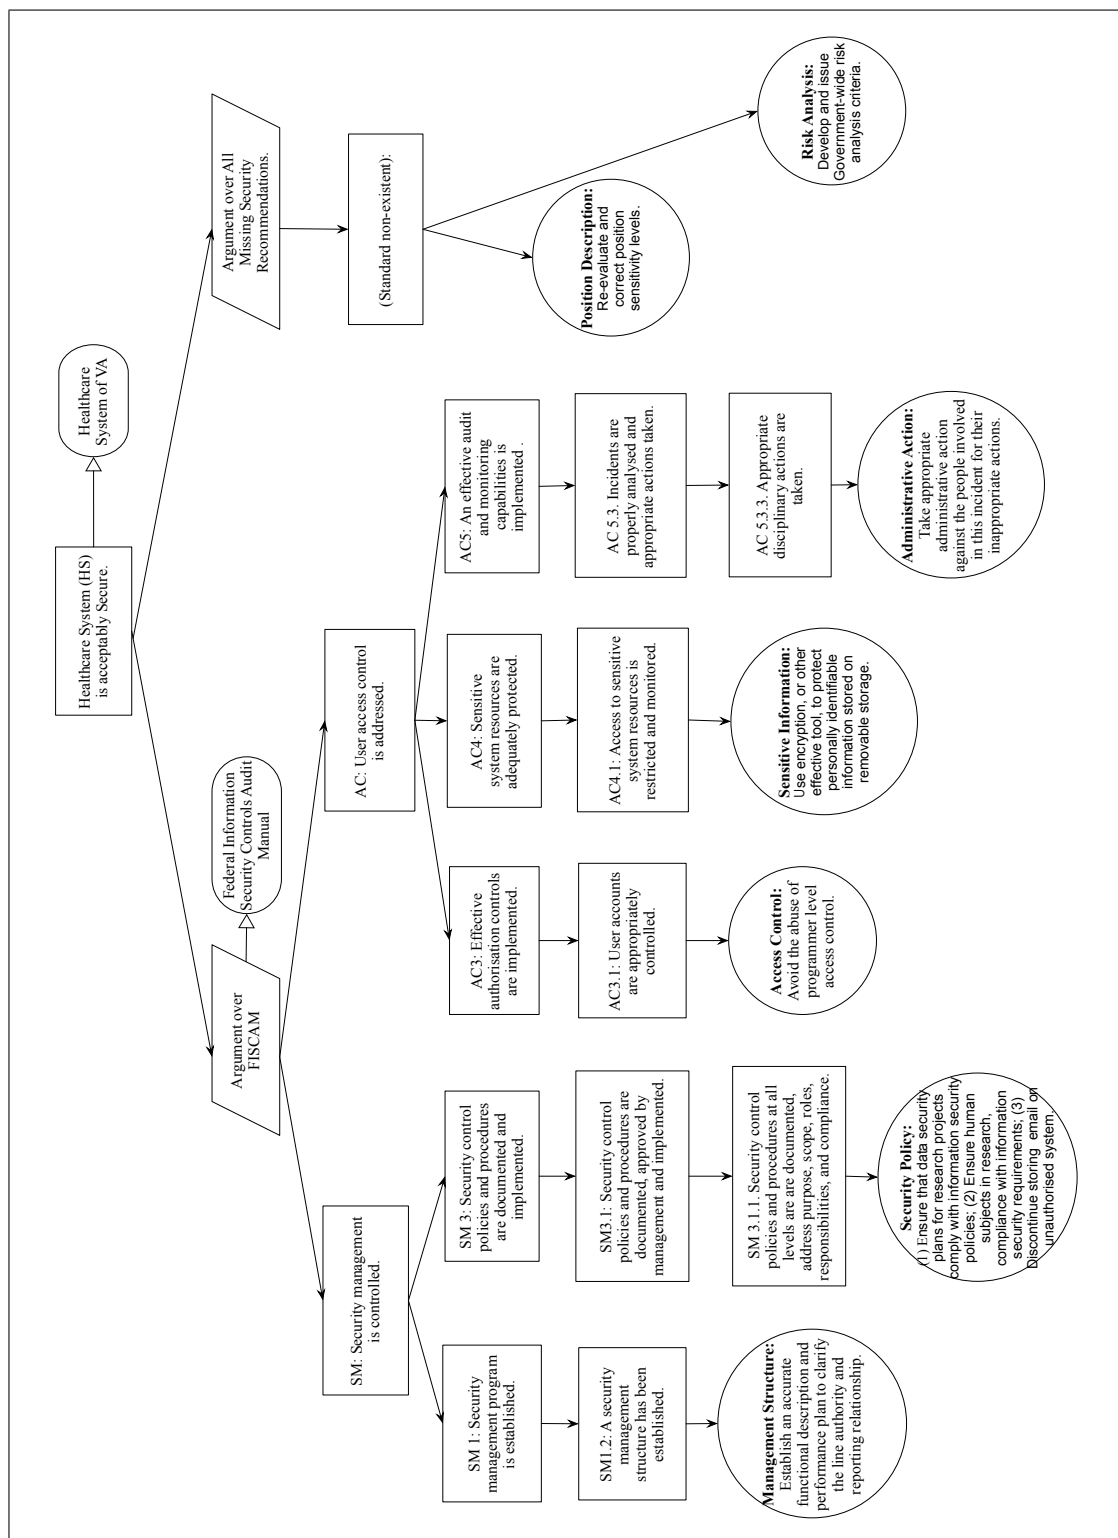 Healthcare System (HS)
is acceptably Secure.
Healthcare
System of VA
Argument over
FISCAM
Federal Information
Security Controls Audit
Manual
Argument over All
Missing Security
Recommendations.
SM: Security management
is controlled.
AC: User access control
is addressed.
(Standard non-existent):
SM 1: Security
management program
is established.
SM 3: Security control
policies and procedures
are documented and
implemented.
AC3: Effective
authorisation controls
are implemented.
AC4: Sensitive
system resources are
adequately protected.
AC5: An effective audit
and monitoring
capabilities is
implemented .
Position Description:
Re-evaluate and
correct position
sensitivity levels.
Risk Analysis:
Develop and issue
Government-wide risk
analysis criteria.
SM1.2: A security
management
structure has been
established.
SM3.1: Security control
policies and procedures are
documented, approved by
management and implemented.
AC3.1: User accounts
are appropriately
controlled.
AC4.1: Access to sensitive
system resources is
restricted and monitored.
AC 5.3. Incidents are
properly analysed and
appropriate actions taken.
Management Structure:
Establish an accurate
functional description and
performance plan to clarify
the line authority and
reporting relationship.
SM 3.1.1. Security control
policies and procedures at all
levels are are documented,
address purpose, scope, roles,
responsibilities, and compliance.
Access Control:
Avoid the abuse of
programmer level
access control.
Sensitive Information:
Use encryption, or other
effective tool, to protect
personally identifiable
information stored on
removable storage.
AC 5.3.3. Appropriate
disciplinary actions are
taken.
Security Policy:
(1) Ensure that data security
plans for research projects
comply with information security
policies; (2) Ensure human
subjects in research,
compliance with information
security requirements; (3)
Discontinue storing email on
unauthorised system.
Administrative Action:
Take appropriate
administrative action
against the people involved
in this incident for their
inappropriate actions.